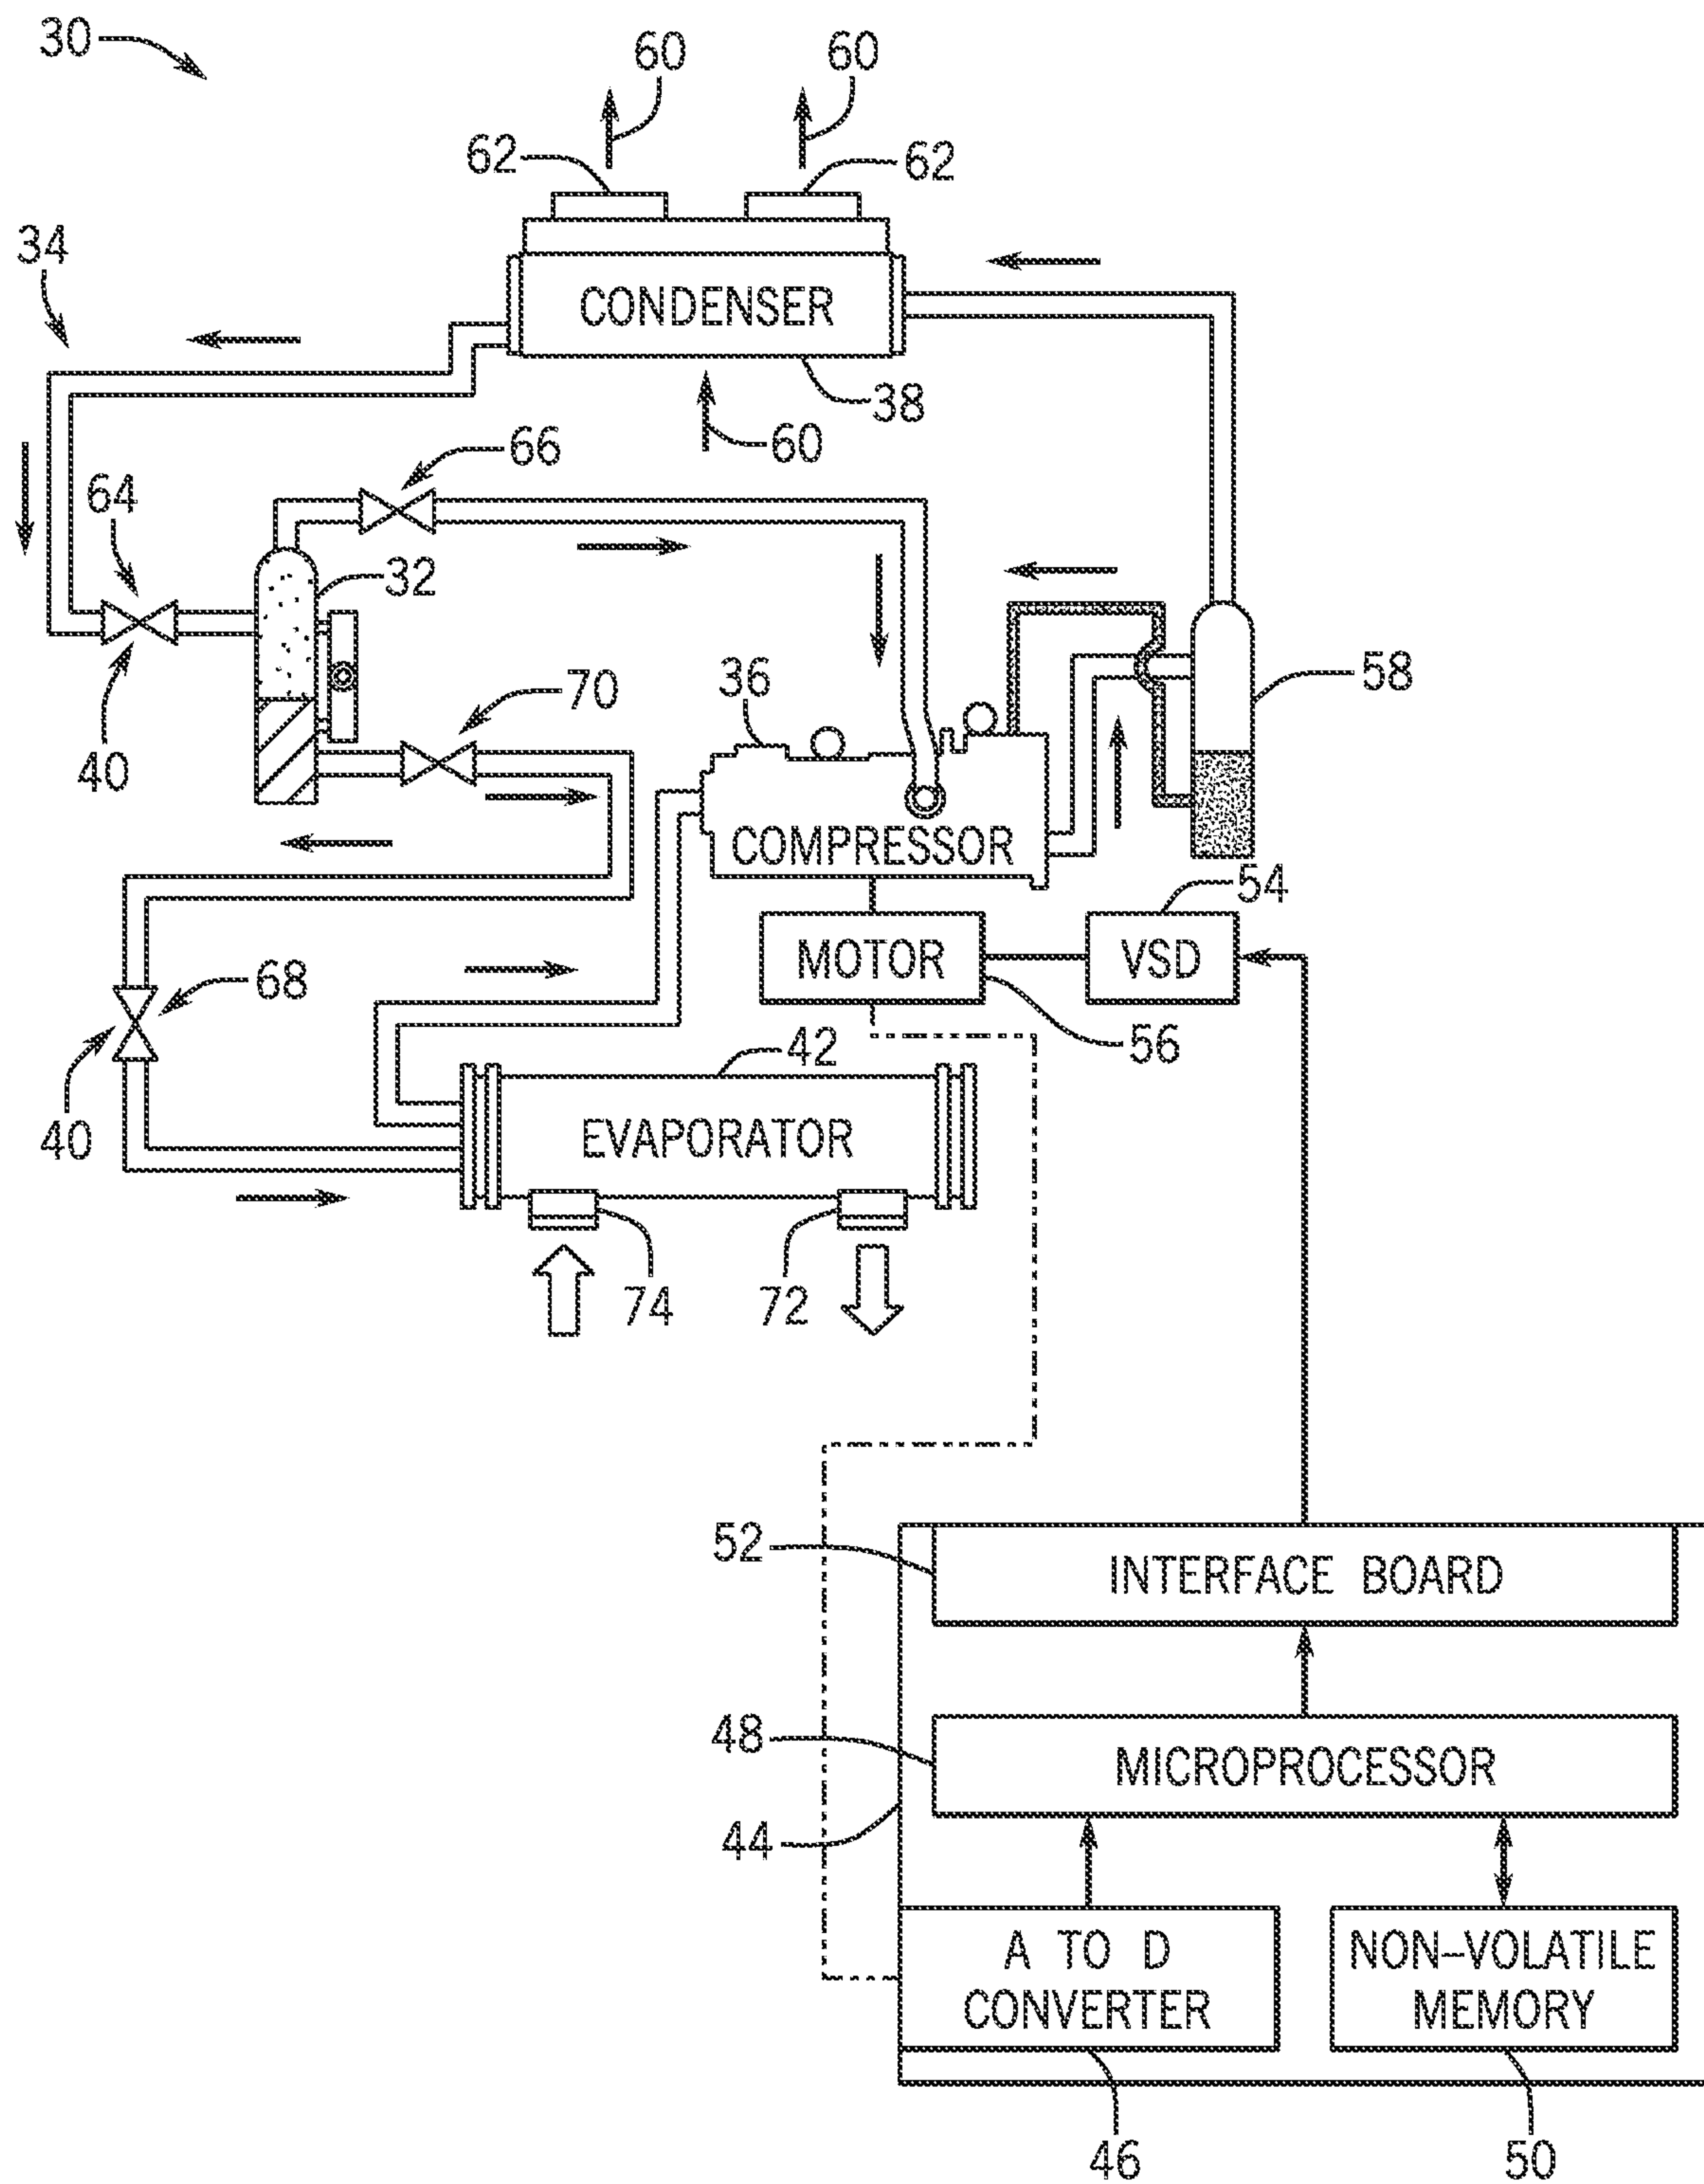 30
60
60
62
62
34
CONDENSER
38
60
66
64
32
40
70
36
58
COMPRESSOR
54
MOTOR
VSD
68
56
42
40
EVAPORATOR
74
72
52
INTERFACE BOARD
48
MICROPROCESSOR
44
A TO D
CONVERTER
NON-VOLATILE
MEMORY
46
50